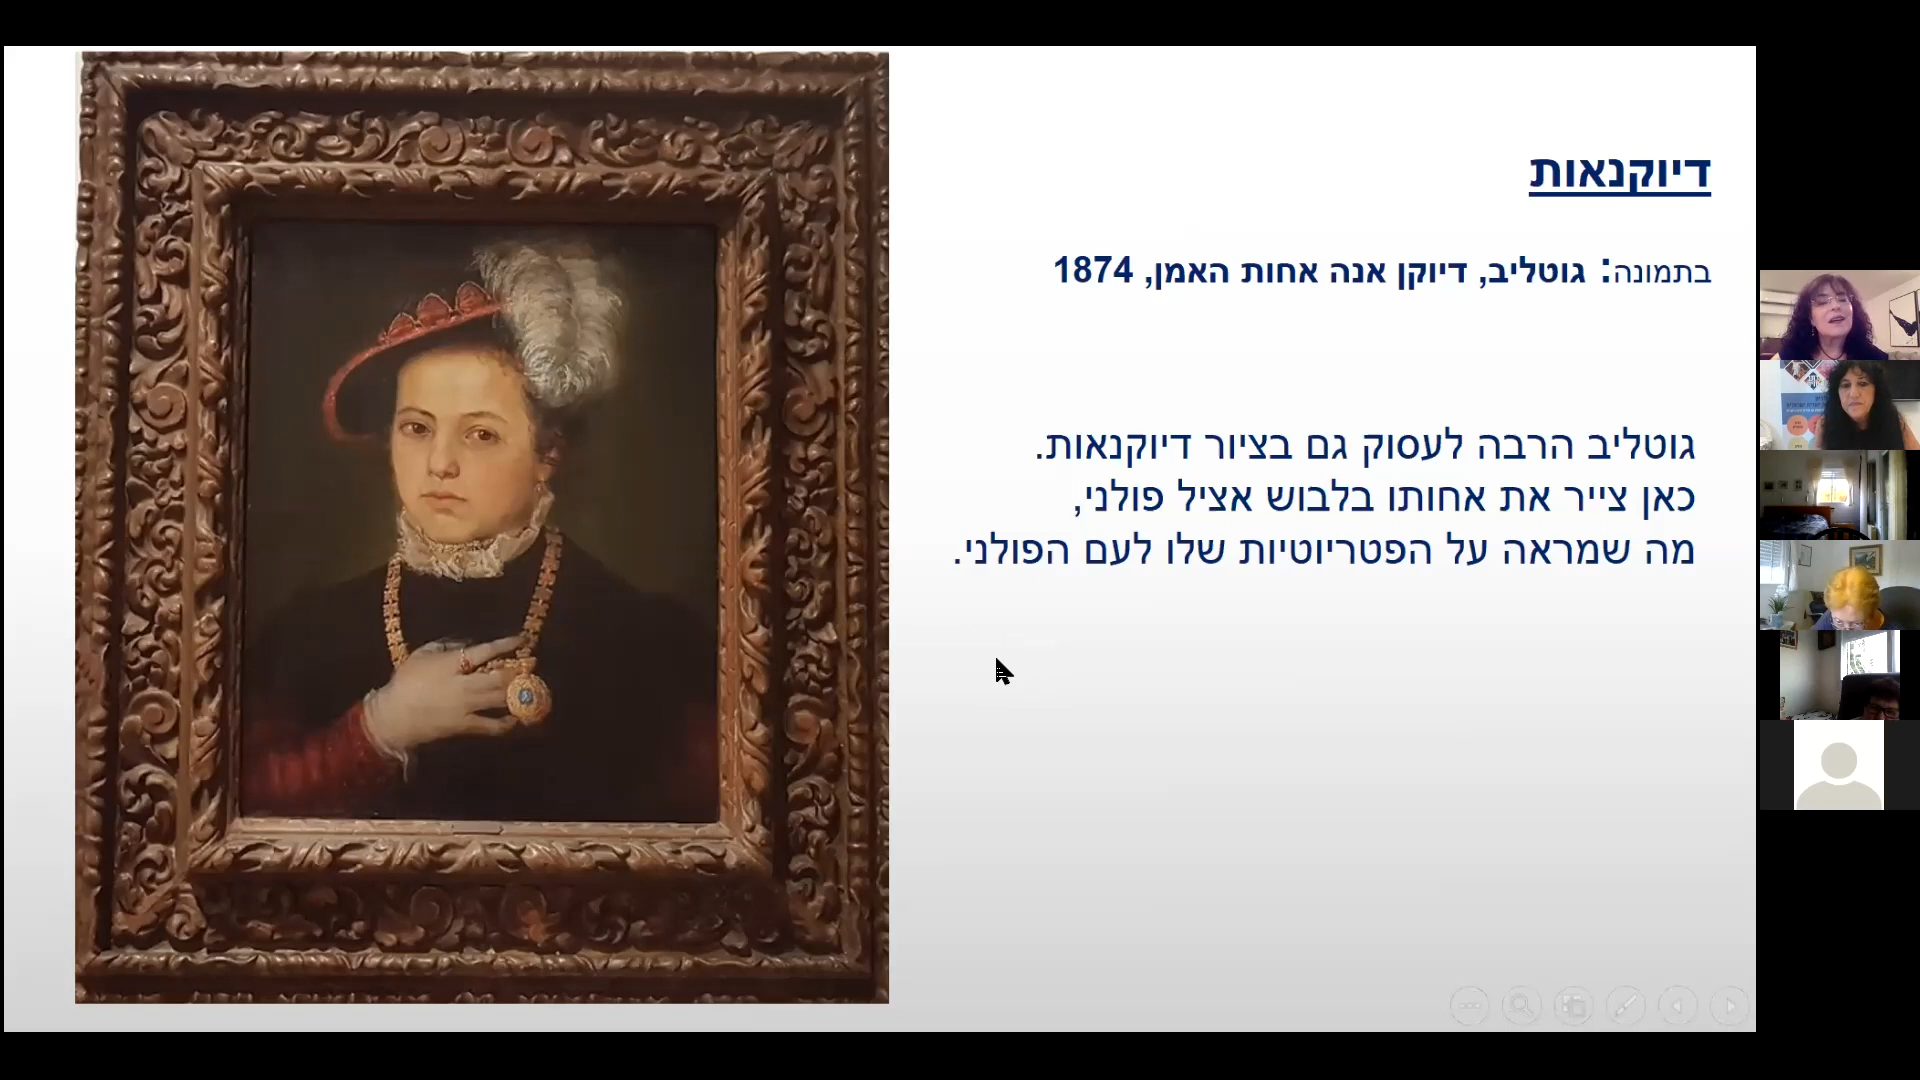 דיוקנאות
בתמונה: גוטליב, דיוקן אנה אחות האמן, 1874
גוטליב הרבה לעסוק גם בציור דיוקנאות.
כאן צייר את אחותו בלבוש אציל פולני,
מה שמראה על הפטריוטיות שלו לעם הפולני.